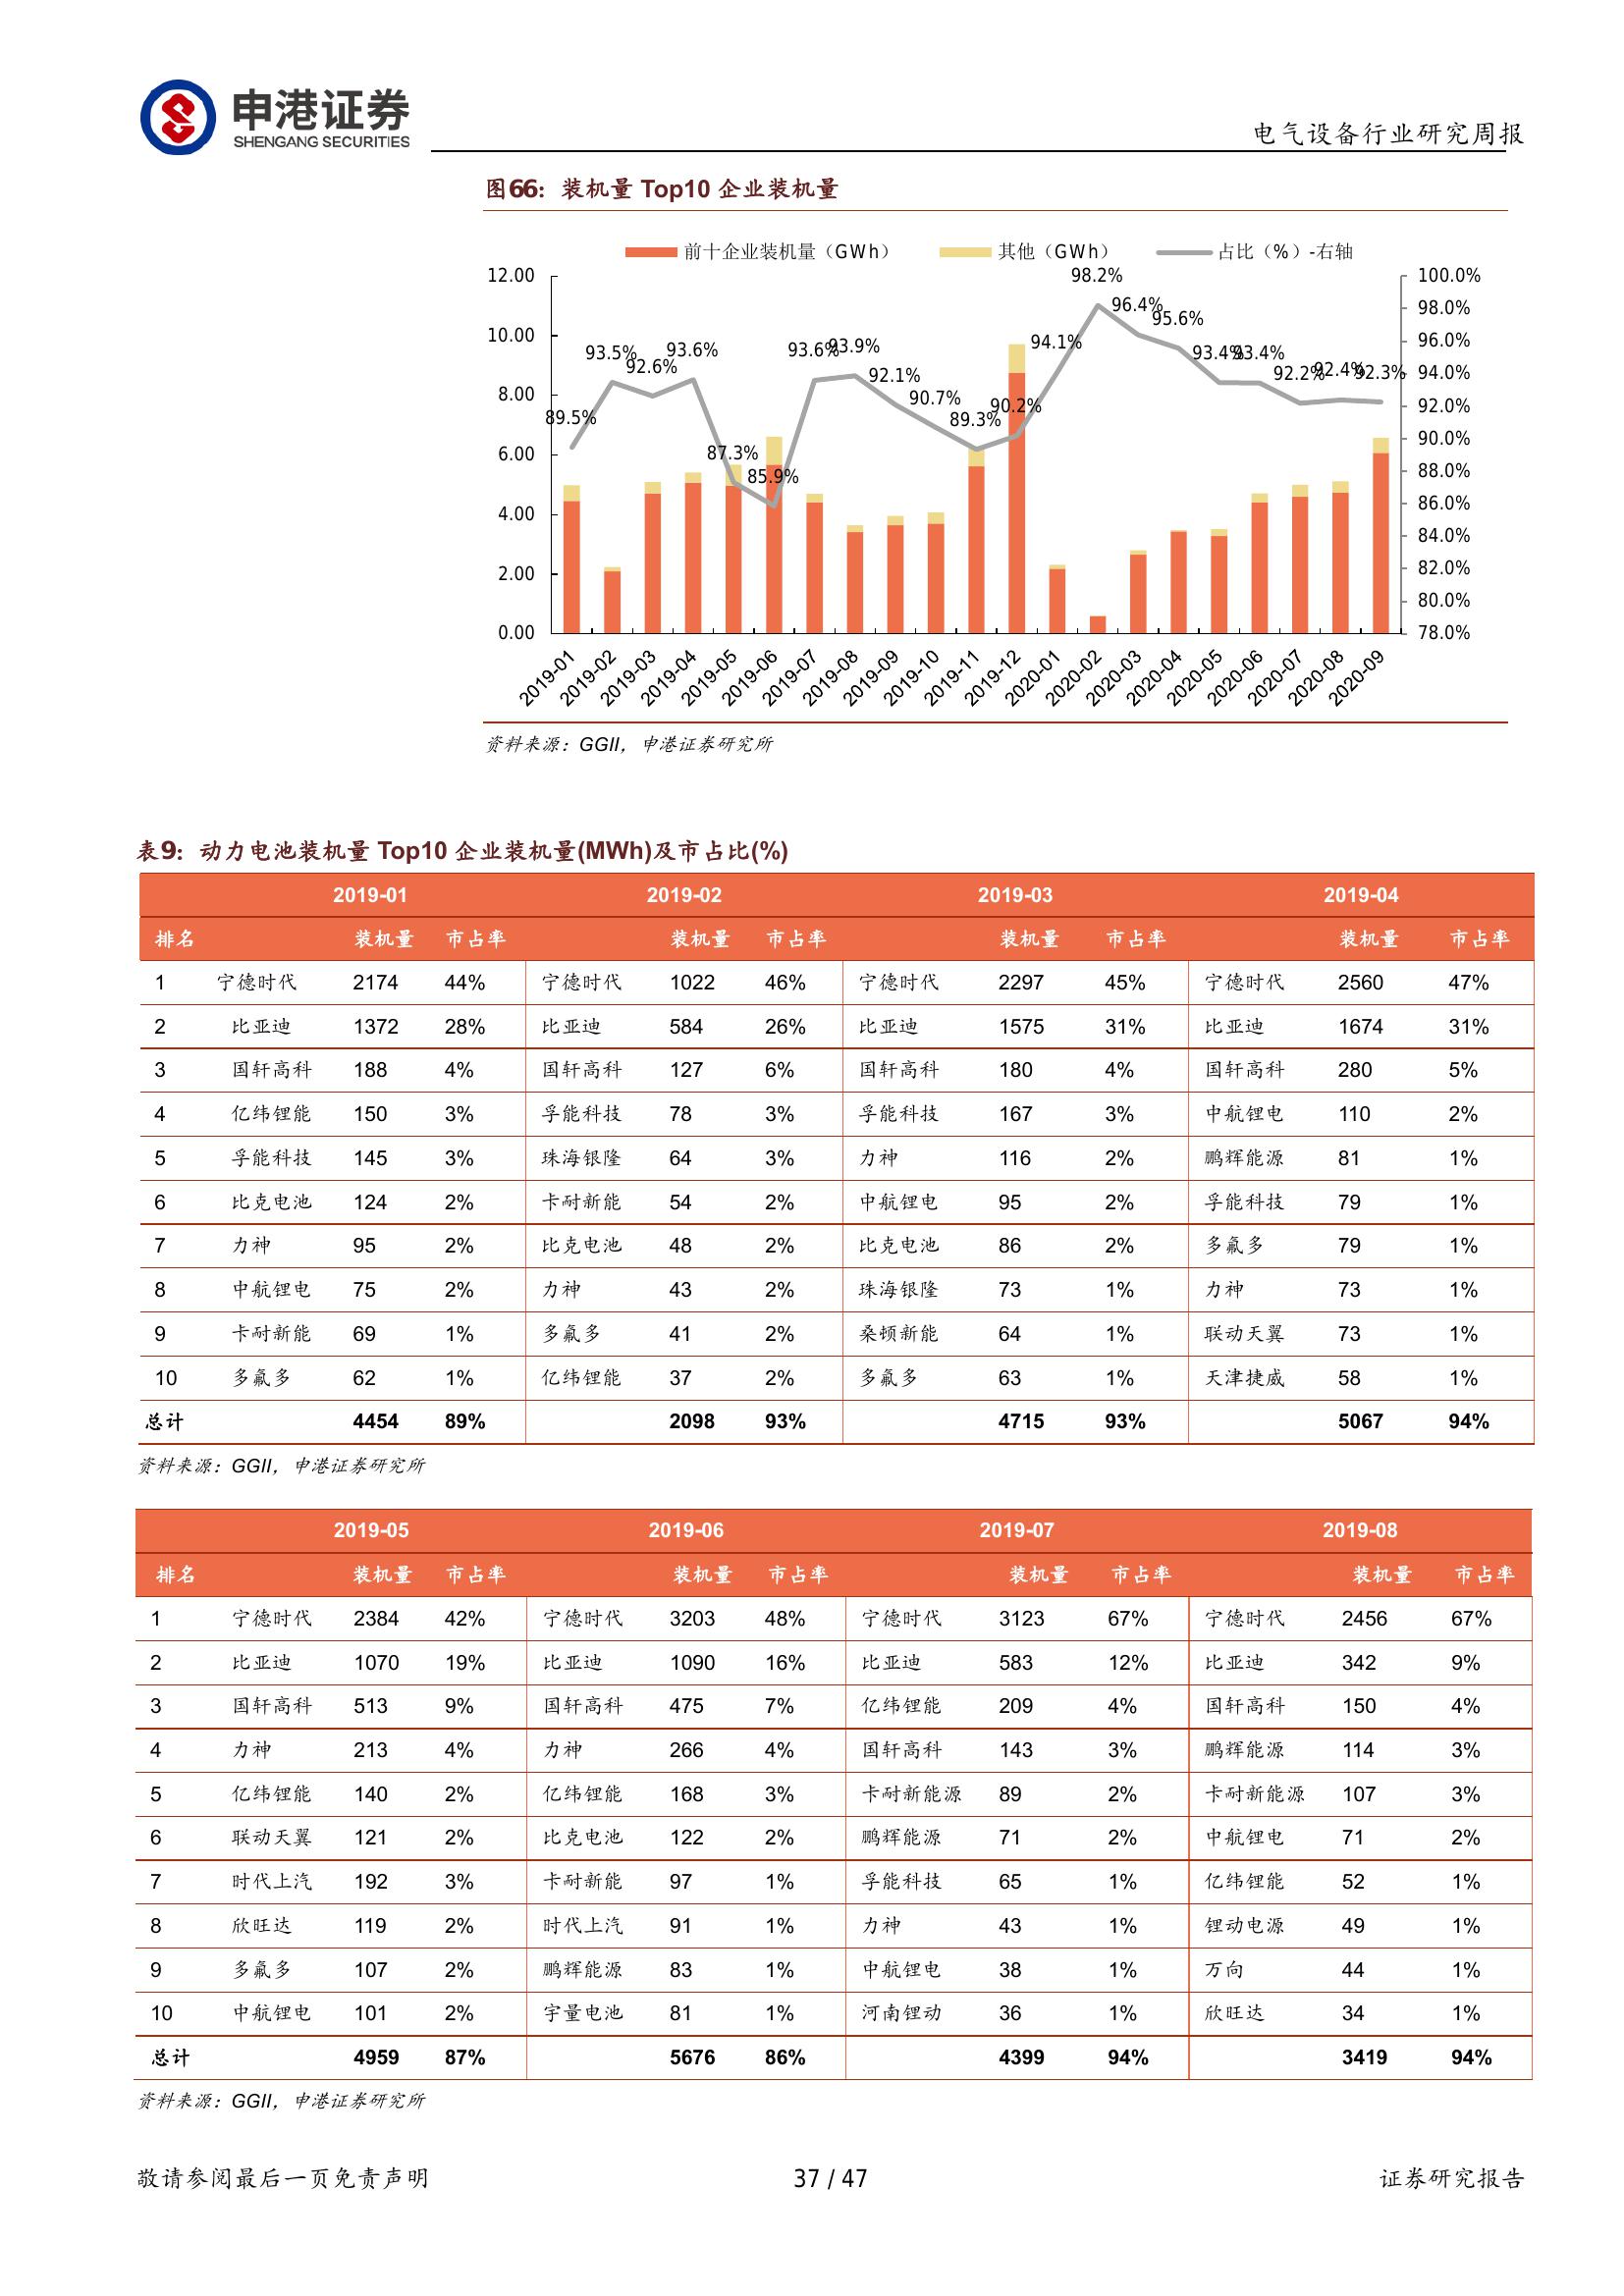 申港证券
SHENGANG SECURITIES
电气设备行业研究周报
图66：装机量 Top10 企业装机量
前十企业装机量（GWh） 其他（GWh） 占比（%）-右轴
12.00
10.00
8.00
6.00
4.00
2.00
0.00
89.5%
93.5%
92.6%
93.6%
87.3%
85.9%
93.6%
93.9%
92.1%
90.7%
89.3%
90.2%
94.1%
98.2%
96.4%
95.6%
93.4%
93.4%
92.2%
92.4%
92.3%
100.0%
98.0%
96.0%
94.0%
92.0%
90.0%
88.0%
86.0%
84.0%
82.0%
80.0%
78.0%
2019-01 2019-02 2019-03 2019-04 2019-05 2019-06 2019-07 2019-08 2019-09 2019-10 2019-11 2019-12 2020-01 2020-02 2020-03 2020-04 2020-05 2020-06 2020-07 2020-08 2020-09
资料来源：GGII，申港证券研究所
表9：动力电池装机量 Top10 企业装机量(MWh)及市占比(%)
2019-01 2019-02 2019-03 2019-04
排名 装机量 市占率 装机量 市占率 装机量 市占率 装机量 市占率
1 宁德时代 2174 44% 宁德时代 1022 46% 宁德时代 2297 45% 宁德时代 2560 47%
2 比亚迪 1372 28% 比亚迪 584 26% 比亚迪 1575 31% 比亚迪 1674 31%
3 国轩高科 188 4% 国轩高科 127 6% 国轩高科 180 4% 国轩高科 280 5%
4 亿纬锂能 150 3% 孚能科技 78 3% 孚能科技 167 3% 中航锂电 110 2%
5 孚能科技 145 3% 珠海银隆 64 3% 力神 116 2% 鹏辉能源 81 1%
6 比克电池 124 2% 卡耐新能 54 2% 中航锂电 95 2% 孚能科技 79 1%
7 力神 95 2% 比克电池 48 2% 比克电池 86 2% 多氟多 79 1%
8 中航锂电 75 2% 力神 43 2% 珠海银隆 73 1% 力神 73 1%
9 卡耐新能 69 1% 多氟多 41 2% 桑顿新能 64 1% 联动天翼 73 1%
10 多氟多 62 1% 亿纬锂能 37 2% 多氟多 63 1% 天津捷威 58 1%
总计 4454 89% 2098 93% 4715 93% 5067 94%
资料来源：GGII，申港证券研究所
2019-05 2019-06 2019-07 2019-08
排名 装机量 市占率 装机量 市占率 装机量 市占率 装机量 市占率
1 宁德时代 2384 42% 宁德时代 3203 48% 宁德时代 3123 67% 宁德时代 2456 67%
2 比亚迪 1070 19% 比亚迪 1090 16% 比亚迪 583 12% 比亚迪 342 9%
3 国轩高科 513 9% 国轩高科 475 7% 亿纬锂能 209 4% 国轩高科 150 4%
4 力神 213 4% 力神 266 4% 国轩高科 143 3% 鹏辉能源 114 3%
5 亿纬锂能 140 2% 亿纬锂能 168 3% 卡耐新能源 89 2% 卡耐新能源 107 3%
6 联动天翼 121 2% 比克电池 122 2% 鹏辉能源 71 2% 中航锂电 71 2%
7 时代上汽 192 3% 卡耐新能 97 1% 孚能科技 65 1% 亿纬锂能 52 1%
8 欣旺达 119 2% 时代上汽 91 1% 力神 43 1% 锂动电源 49 1%
9 多氟多 107 2% 鹏辉能源 83 1% 中航锂电 38 1% 万向 44 1%
10 中航锂电 101 2% 宇量电池 81 1% 河南锂动 36 1% 欣旺达 34 1%
总计 4959 87% 5676 86% 4399 94% 3419 94%
资料来源：GGII，申港证券研究所
敬请参阅最后一页免责声明 37 / 47 证券研究报告